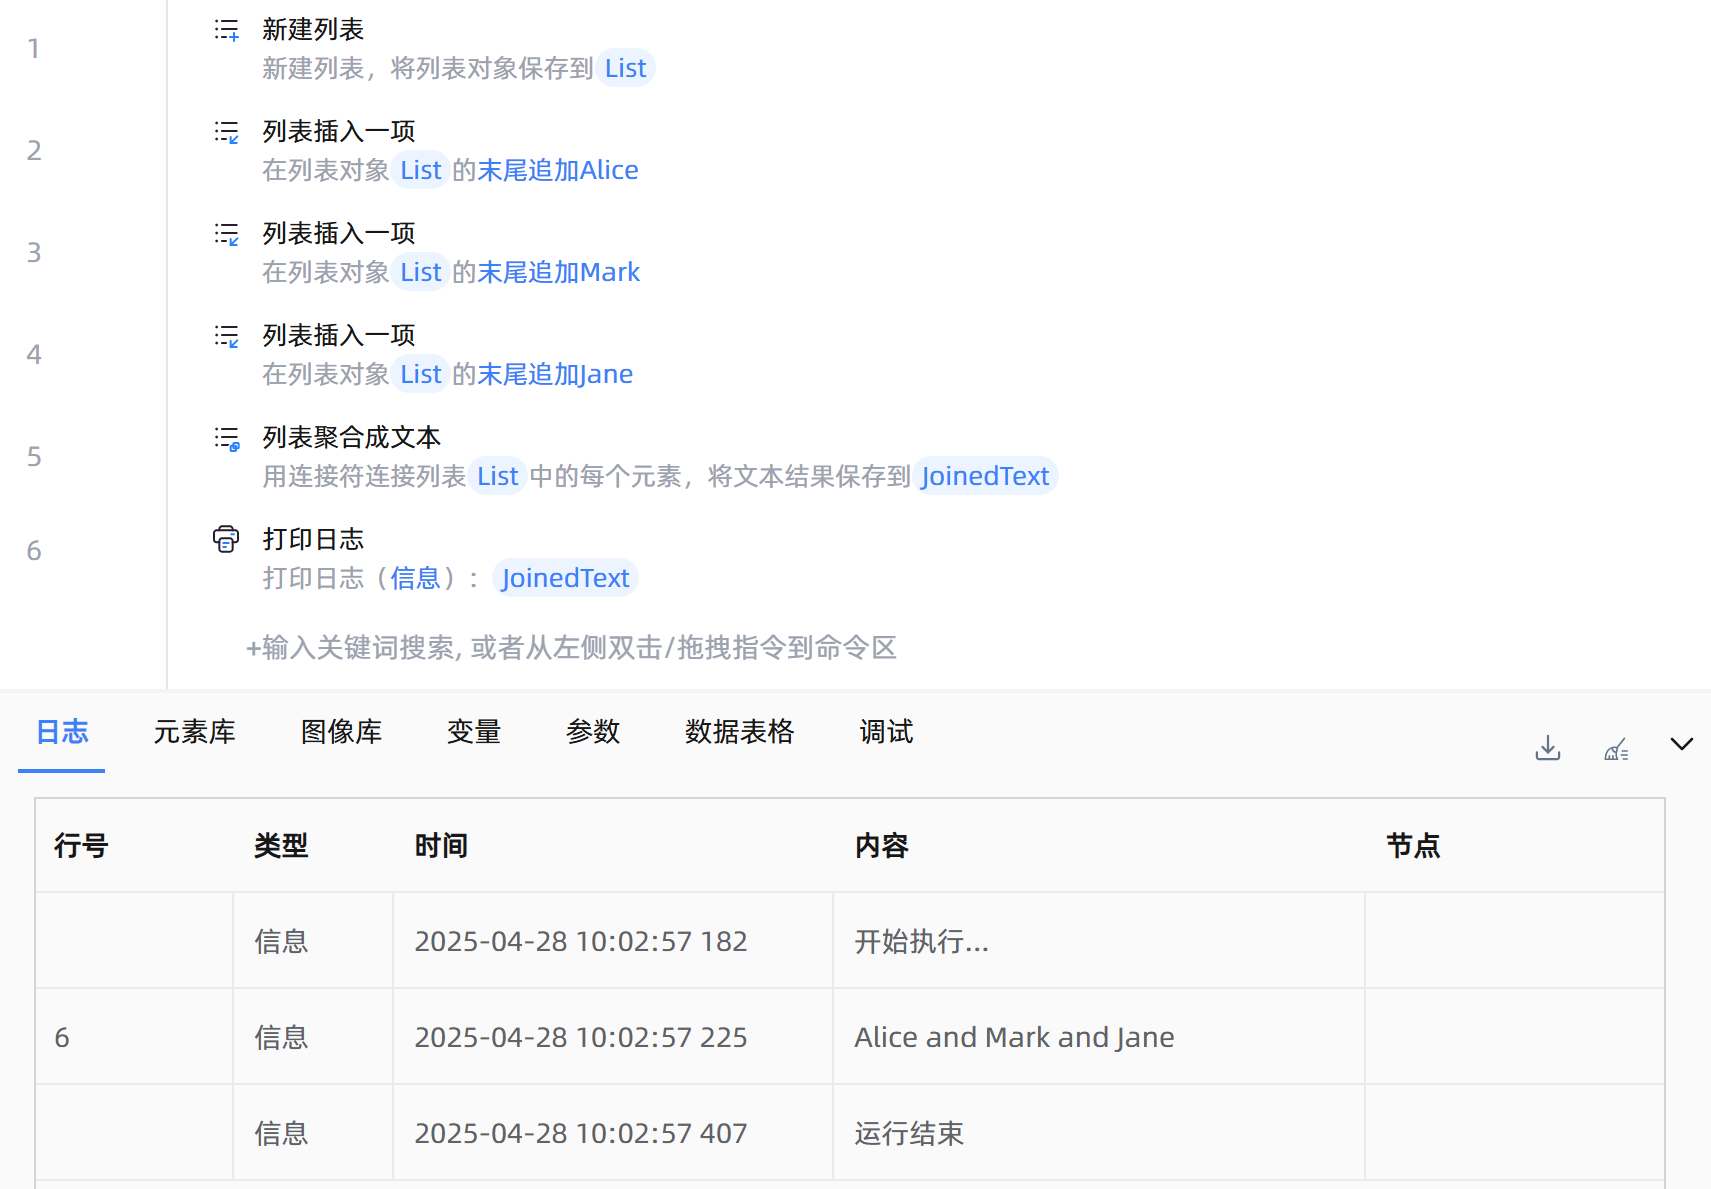 1
新建列表
新建列表，将列表对象保存到 List
2
列表插入一项
在列表对象 List 的末尾追加Alice
3
列表插入一项
在列表对象 List 的末尾追加Mark
4
列表插入一项
在列表对象 List 的末尾追加Jane
5
列表聚合成文本
用连接符连接列表 List 中的每个元素，将文本结果保存到 JoinedText
6
打印日志
打印日志（信息）： JoinedText
+输入关键词搜索, 或者从左侧双击/拖拽指令到命令区
日志 元素库 图像库 变量 参数 数据表格 调试
行号 类型 时间 内容 节点
信息 2025-04-28 10:02:57 182 开始执行...
6 信息 2025-04-28 10:02:57 225 Alice and Mark and Jane
信息 2025-04-28 10:02:57 407 运行结束